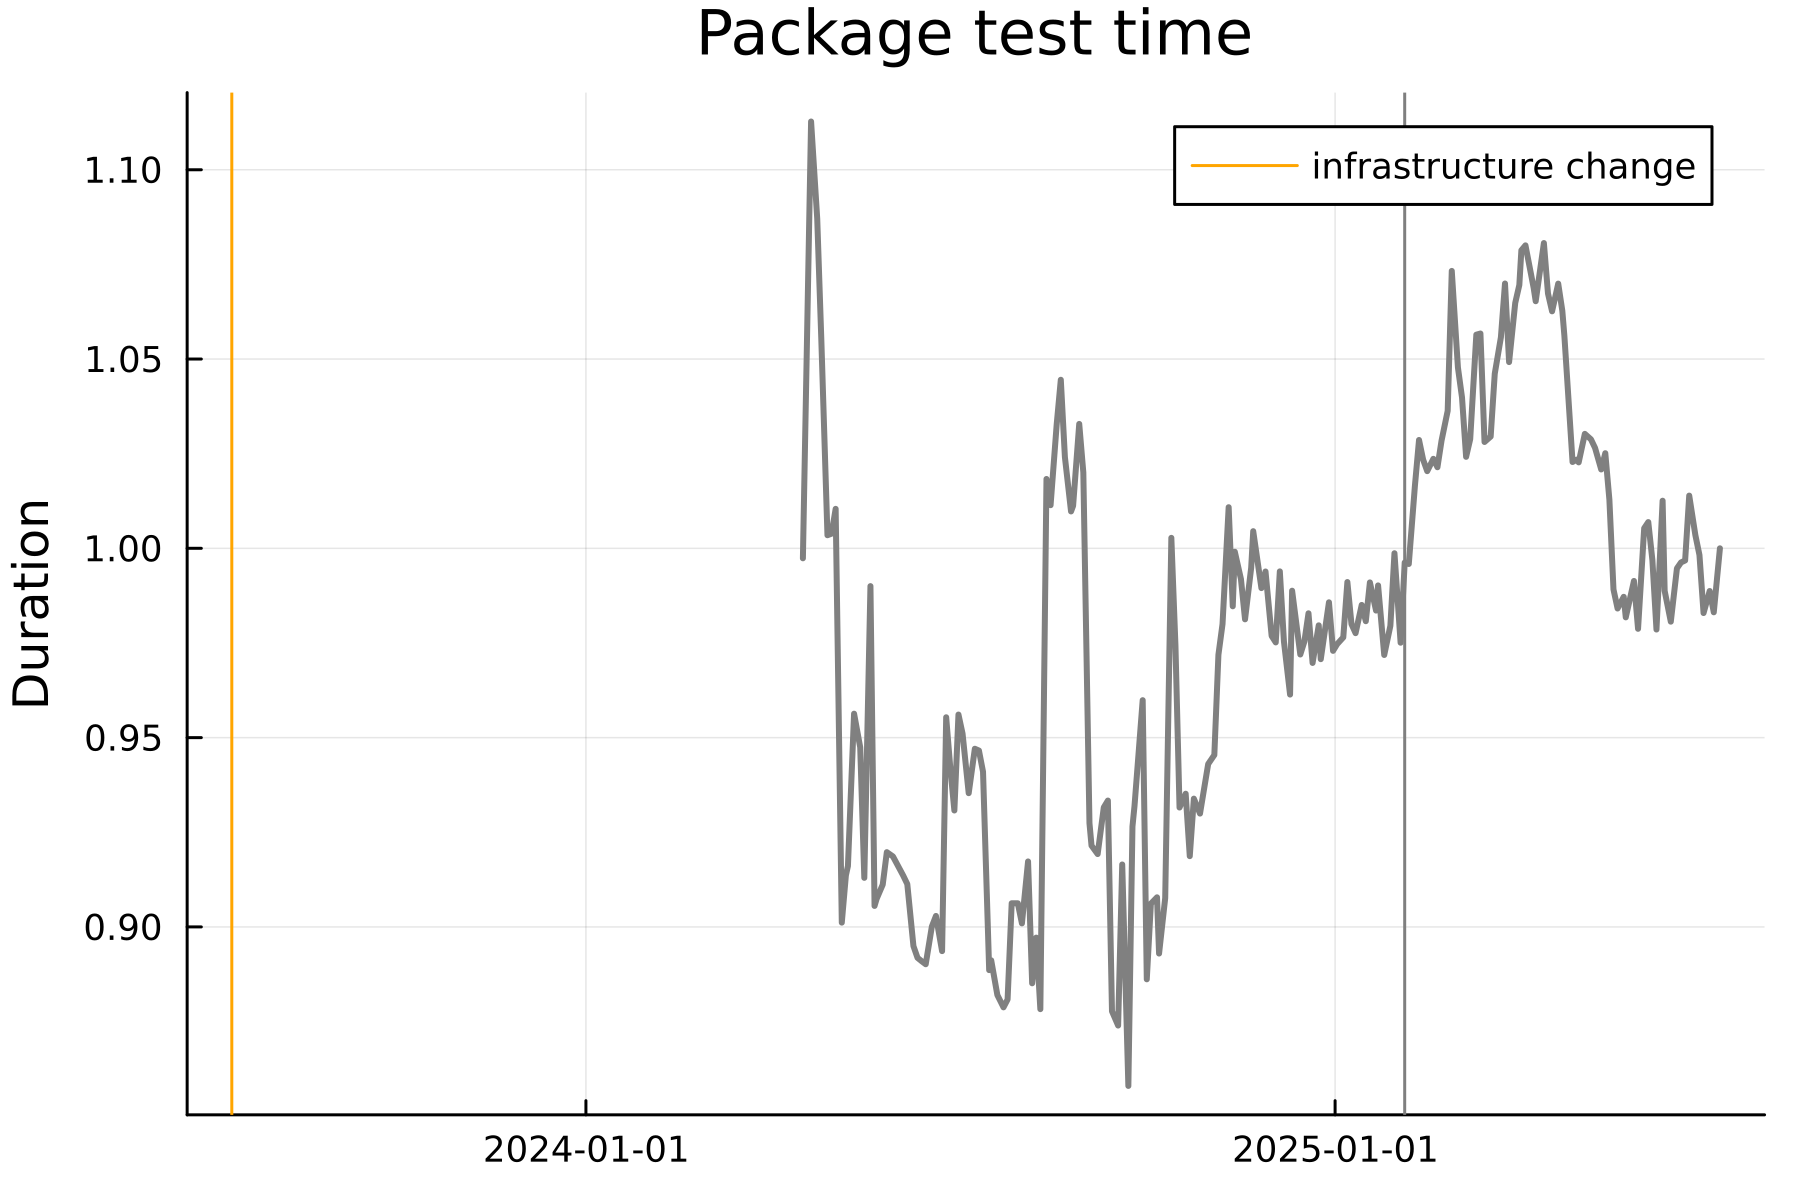 Package test time
infrastructure change
Duration
1.10
1.05
1.00
0.95
0.90
2024-01-01
2025-01-01